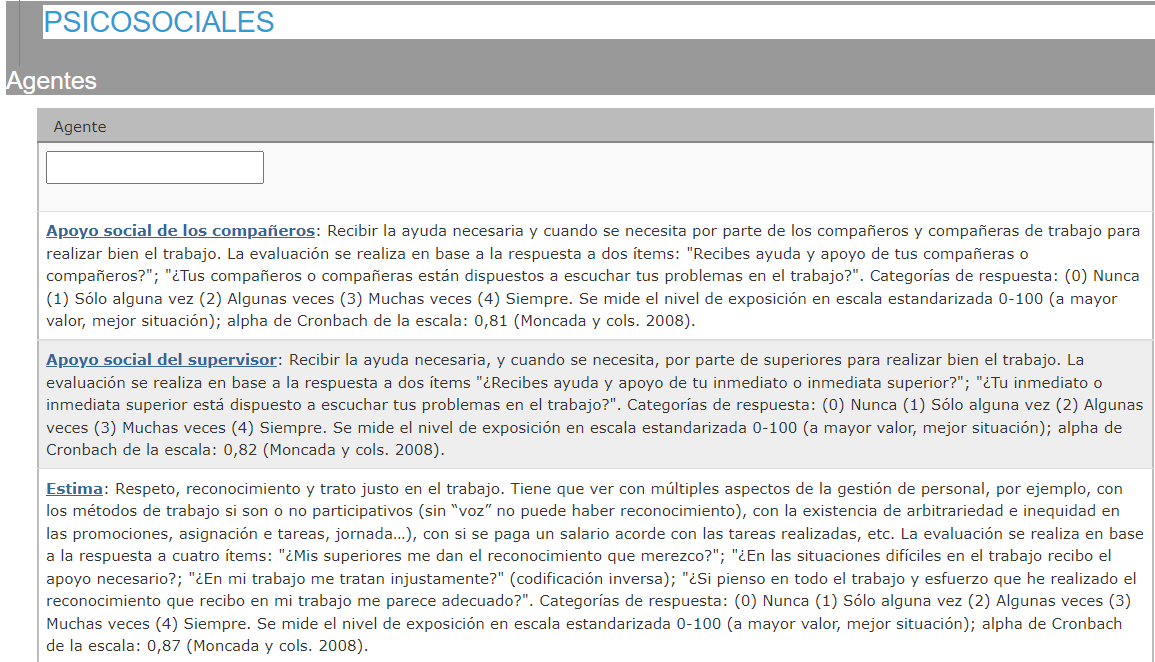 PSICOSOCIALES
Agentes
Agente
Apoyo social de los compañeros: Recibir la ayuda necesaria y cuando se necesita por parte de los compañeros y compañeras de trabajo para
realizar bien el trabajo. La evaluación se realiza en base a la respuesta a dos ítems: "Recibes ayuda y apoyo de tus compañeras o
compañeros?"; "¿Tus compañeros o compañeras están dispuestos a escuchar tus problemas en el trabajo?". Categorías de respuesta: (0) Nunca
(1) Sólo alguna vez (2) Algunas veces (3) Muchas veces (4) Siempre. Se mide el nivel de exposición en escala estandarizada 0-100 (a mayor
valor, mejor situación); alpha de Cronbach de la escala: 0,81 (Moncada y cols. 2008).
Apoyo social del supervisor: Recibir la ayuda necesaria, y cuando se necesita, por parte de superiores para realizar bien el trabajo. La
evaluación se realiza en base a la respuesta a dos ítems "¿Recibes ayuda y apoyo de tu inmediato o inmediata superior?"; "¿Tu inmediato o
inmediata superior está dispuesto a escuchar tus problemas en el trabajo?". Categorías de respuesta: (0) Nunca (1) Sólo alguna vez (2) Algunas
veces (3) Muchas veces (4) Siempre. Se mide el nivel de exposición en escala estandarizada 0-100 (a mayor valor, mejor situación); alpha de
Cronbach de la escala: 0,82 (Moncada y cols. 2008).
Estima: Respeto, reconocimiento y trato justo en el trabajo. Tiene que ver con múltiples aspectos de la gestión de personal, por ejemplo, con
los métodos de trabajo si son o no participativos (sin “voz” no puede haber reconocimiento), con la existencia de arbitrariedad e inequidad en
las promociones, asignación e tareas, jornada…), con si se paga un salario acorde con las tareas realizadas, etc. La evaluación se realiza en base
a la respuesta a cuatro ítems: "¿Mis superiores me dan el reconocimiento que merezco?"; "¿En las situaciones difíciles en el trabajo recibo el
apoyo necesario?; "¿En mi trabajo me tratan injustamente?" (codificación inversa); "¿Si pienso en todo el trabajo y esfuerzo que he realizado el
reconocimiento que recibo en mi trabajo me parece adecuado?". Categorías de respuesta: (0) Nunca (1) Sólo alguna vez (2) Algunas veces (3)
Muchas veces (4) Siempre. Se mide el nivel de exposición en escala estandarizada 0-100 (a mayor valor, mejor situación); alpha de Cronbach
de la escala: 0,87 (Moncada y cols. 2008).